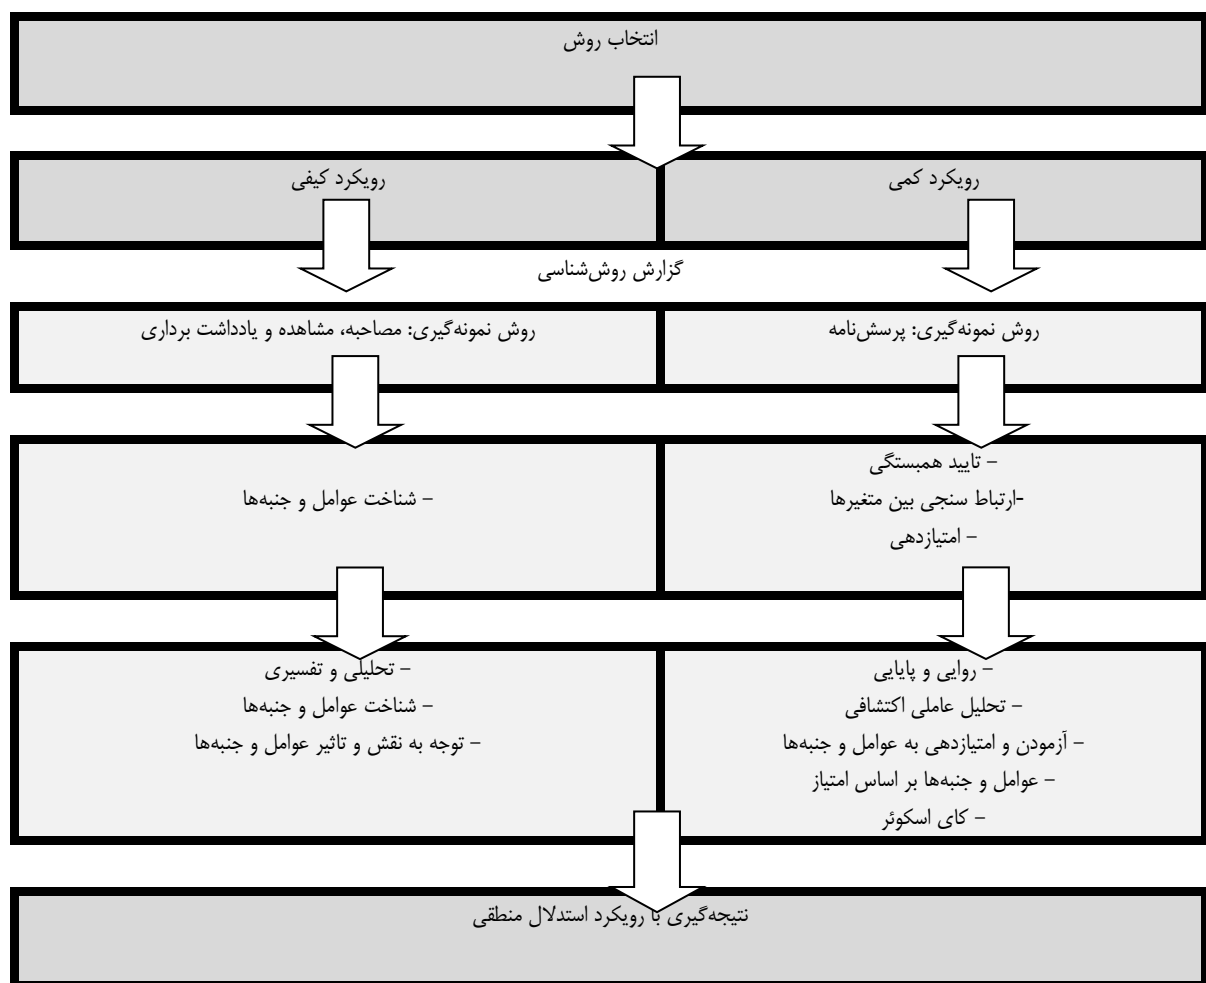 انتخاب روش
رویکرد کمی
رویکرد کیفی
گزارش روش‌شناسی
روش نمونه‌گیری: پرسش‌نامه
روش نمونه‌گیری: مصاحبه، مشاهده و یادداشت برداری
– تایید همبستگی
-ارتباط سنجی بین متغیرها
– امتیازدهی
– شناخت عوامل و جنبه‌ها
– روایی و پایایی
– تحلیل عاملی اکتشافی
– آزمودن و امتیازدهی به عوامل و جنبه‌ها
– عوامل و جنبه‌ها بر اساس امتیاز
– کای اسکوئر
– تحلیلی و تفسیری
– شناخت عوامل و جنبه‌ها
– توجه به نقش و تاثیر عوامل و جنبه‌ها
نتیجه‌گیری با رویکرد استدلال منطقی